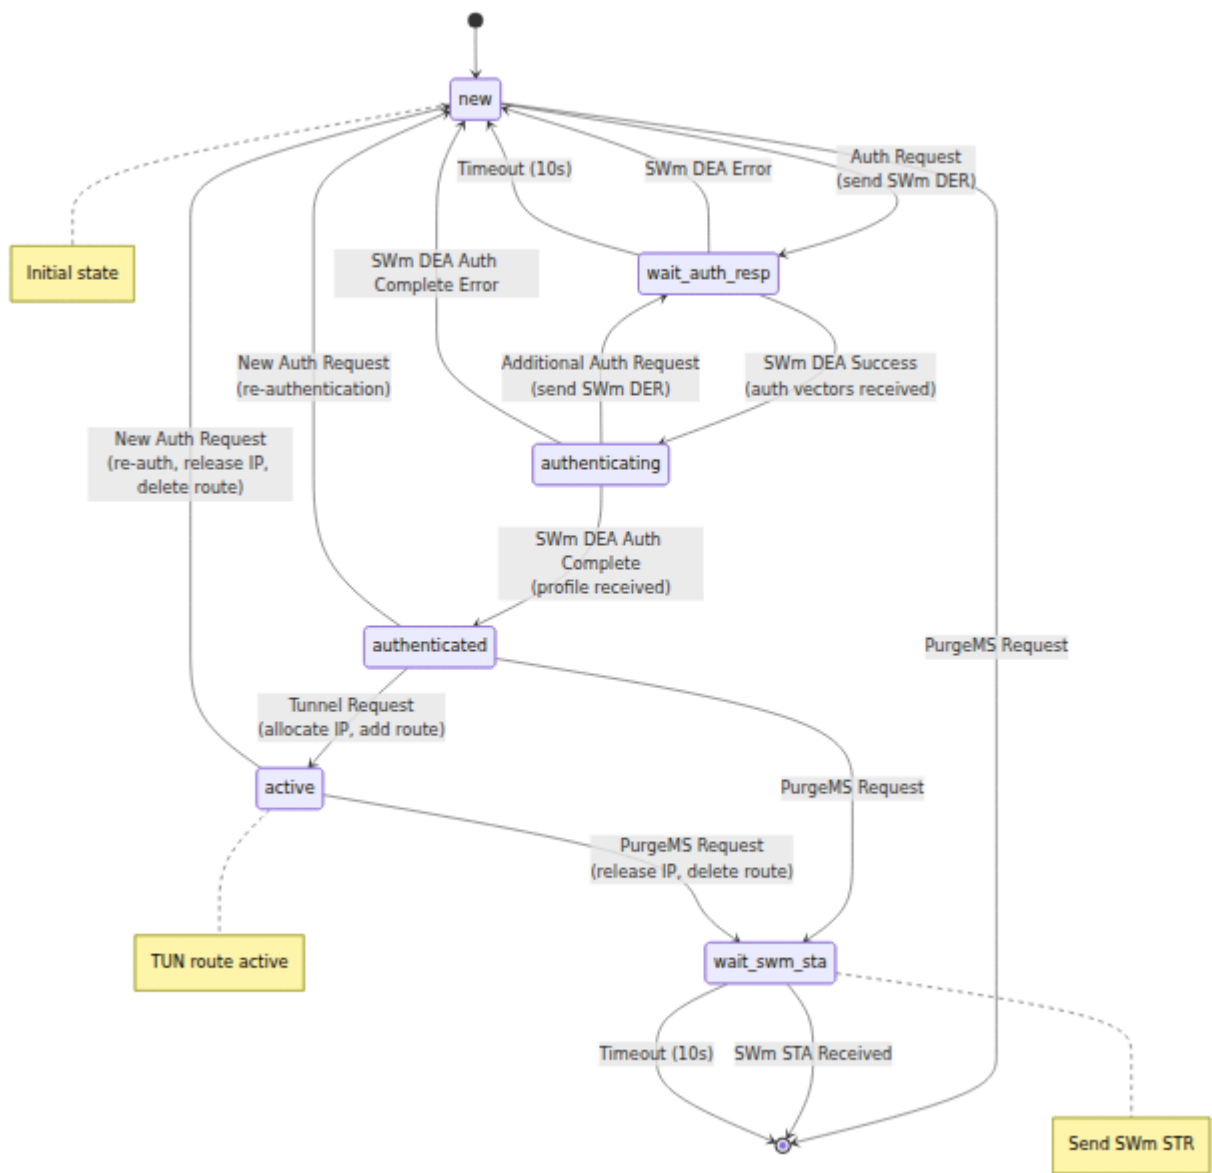 new
Timeout (10s)
SWm DEA Error
Auth Request
(send SWm DER)
Initial state
SWm DEA Auth
Complete Error
wait_auth_resp
New Auth Request
(re-authentication)
Additional Auth Request
(send SWm DER)
SWm DEA Success
(auth vectors received)
New Auth Request
(re-auth, release IP,
delete route)
authenticating
SWm DEA Auth
Complete
(profile received)
authenticated
PurgeMS Request
Tunnel Request
(allocate IP, add route)
active
PurgeMS Request
PurgeMS Request
(release IP, delete route)
TUN route active
wait_swm_sta
Timeout (10s)
SWm STA Received
Send SWm STR